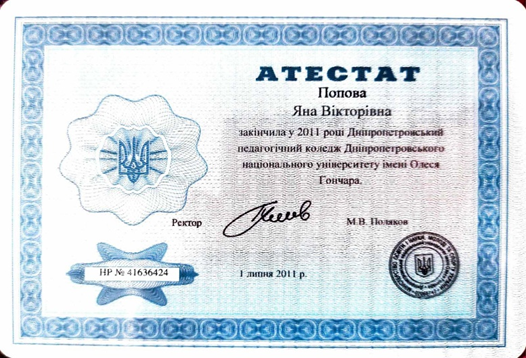 АТЕСТАТ
Попова
Яна Вікторівна
закінчила у 2011 році Дніпропетровський
педагогічний коледж Дніпропетровського
національного університету імені Олеся
Гончара.
Ректор
М.В. Поляков
НР № 41636424
1 липня 2011 р.